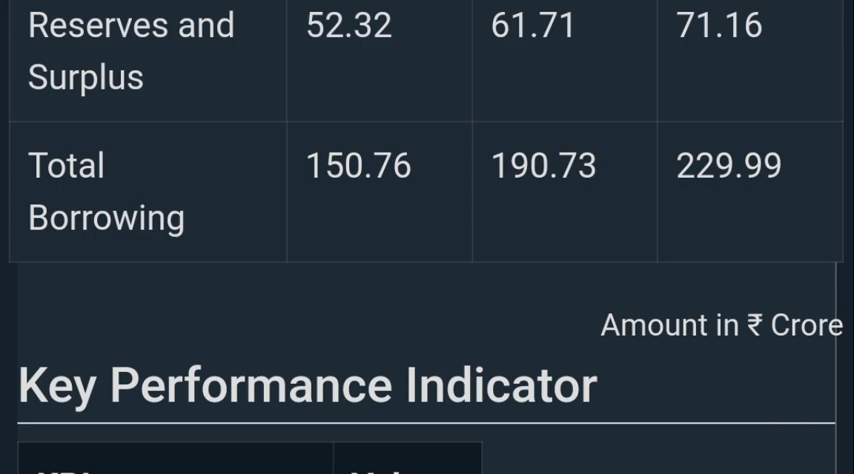 Reserves and 52.32 61.71 71.16
Surplus
Total 150.76 190.73 229.99
Borrowing
Amount in ₹ Crore
Key Performance Indicator